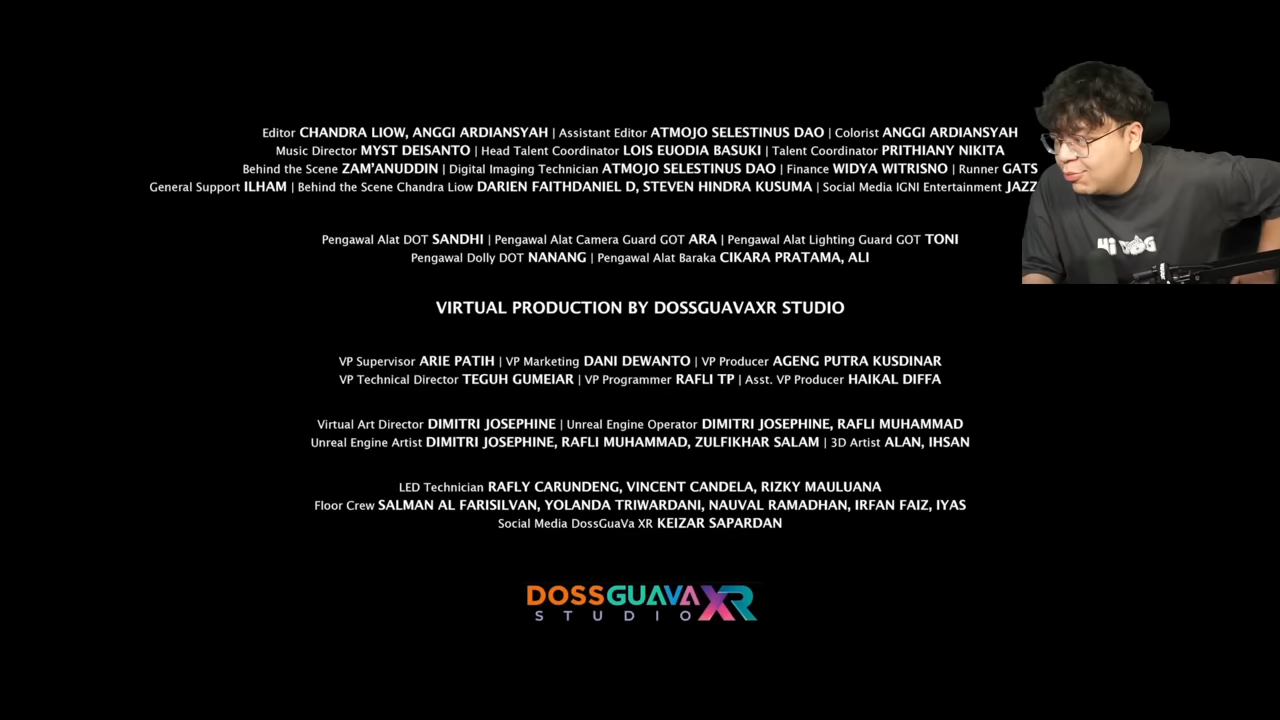 Editor CHANDRA LIOW, ANGGI ARDIANSYAH | Assistant Editor ATMOJO SELESTINUS DAO | Colorist ANGGI ARDIANSYAH
Music Director MYST DEISANTO | Head Talent Coordinator LOIS EUODIA BASUKI | Talent Coordinator PRITHIANY NIKITA
Behind the Scene ZAM'ANUDDIN | Digital Imaging Technician ATMOJO SELESTINUS DAO | Finance WIDYA WITRISNO | Runner GATS
General Support ILHAM | Behind the Scene Chandra Liow DARIEN FAITHDANIEL D, STEVEN HINDRA KUSUMA | Social Media IGNI Entertainment JAZZ
Pengawal Alat DOT SANDHI | Pengawal Alat Camera Guard GOT ARA | Pengawal Alat Lighting Guard GOT TONI
Pengawal Dolly DOT NANANG | Pengawal Alat Baraka CIKARA PRATAMA, ALI
VIRTUAL PRODUCTION BY DOSSGUAVAXR STUDIO
VP Supervisor ARIE PATIH | VP Marketing DANI DEWANTO | VP Producer AGENG PUTRA KUSDINAR
VP Technical Director TEGUH GUMEIAR | VP Programmer RAFLI TP | Asst. VP Producer HAIKAL DIFFA
Virtual Art Director DIMITRI JOSEPHINE | Unreal Engine Operator DIMITRI JOSEPHINE, RAFLI MUHAMMAD
Unreal Engine Artist DIMITRI JOSEPHINE, RAFLI MUHAMMAD, ZULFIKHAR SALAM | 3D Artist ALAN, IHSAN
LED Technician RAFLY CARUNDENG, VINCENT CANDELA, RIZKY MAULUANA
Floor Crew SALMAN AL FARISILVAN, YOLANDA TRIWARDANI, NAUVAL RAMADHAN, IRFAN FAIZ, IYAS
Social Media DossGuaVa XR KEIZAR SAPARDAN
DOSSGUAVA XR
STUDIO